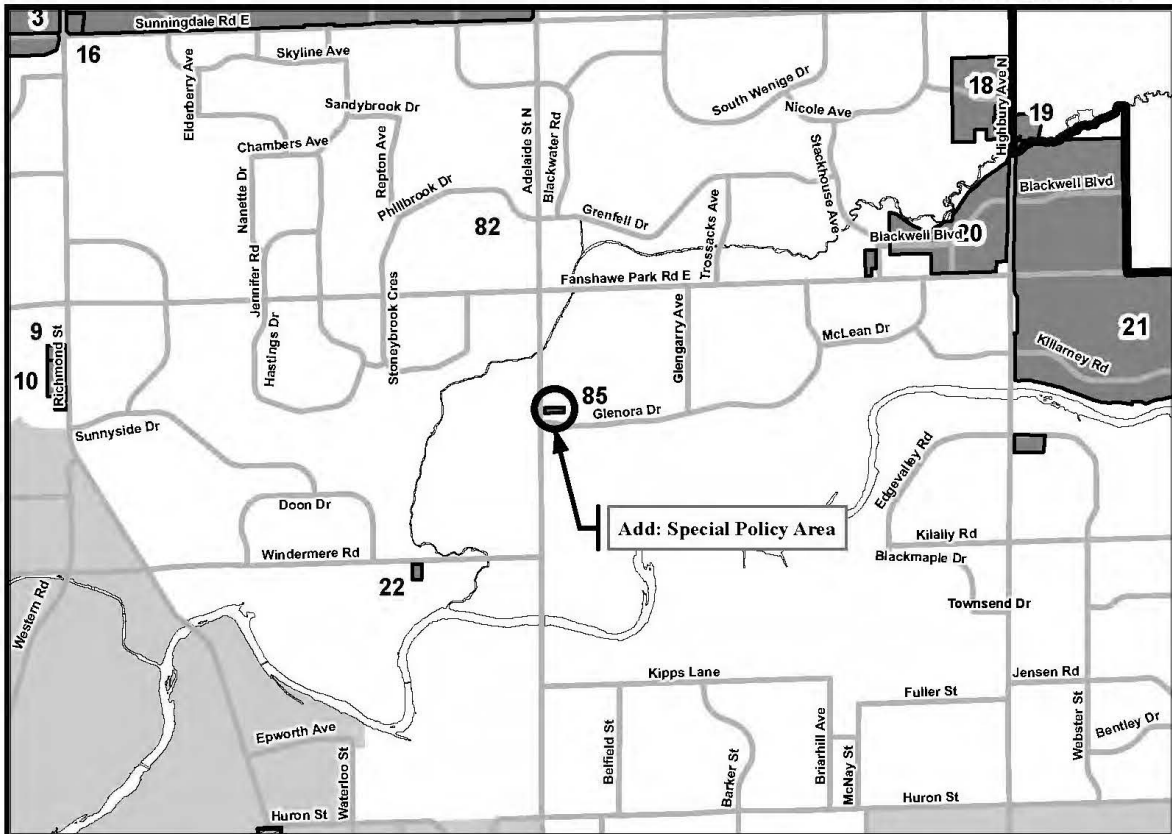 3
Sunningdale Rd E
16
Skyline Ave
Elderberry Ave
Sandybrook Dr
Chambers Ave
Repton Ave
Nanette Dr
Phillbrook Dr
Adelaide St N
Blackwater Rd
South Wenige Dr
Nicole Ave
Stackhouse Ave
18
Highbury Ave N
19
Blackwell Blvd
82
Grenfell Dr
Trossacks Ave
Blackwell Blvd
20
Jennifer Rd
Fanshawe Park Rd E
9
Richmond St
10
Hastings Dr
Stoneybrook Cres
Glengarry Ave
McLean Dr
21
Killarney Rd
85
Glenora Dr
Sunnyside Dr
Edgevalley Rd
Doon Dr
Add: Special Policy Area
Kilally Rd
Windermere Rd
Blackmaple Dr
22
Western Rd
Townsend Dr
Kipps Lane
Jensen Rd
Fuller St
Epworth Ave
Waterloo St
Belfield St
Barker St
Briarhill Ave
McNay St
Webster St
Bentley Dr
Huron St
Huron St